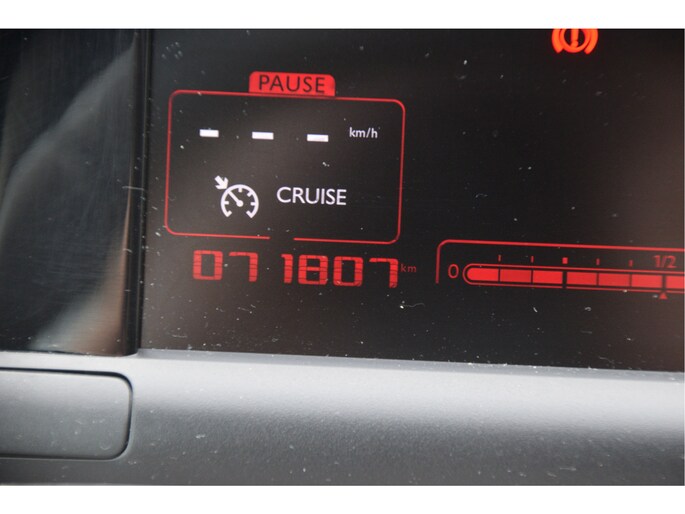 PAUSE
- - - km/h
CRUISE
071807 km
0 1/2